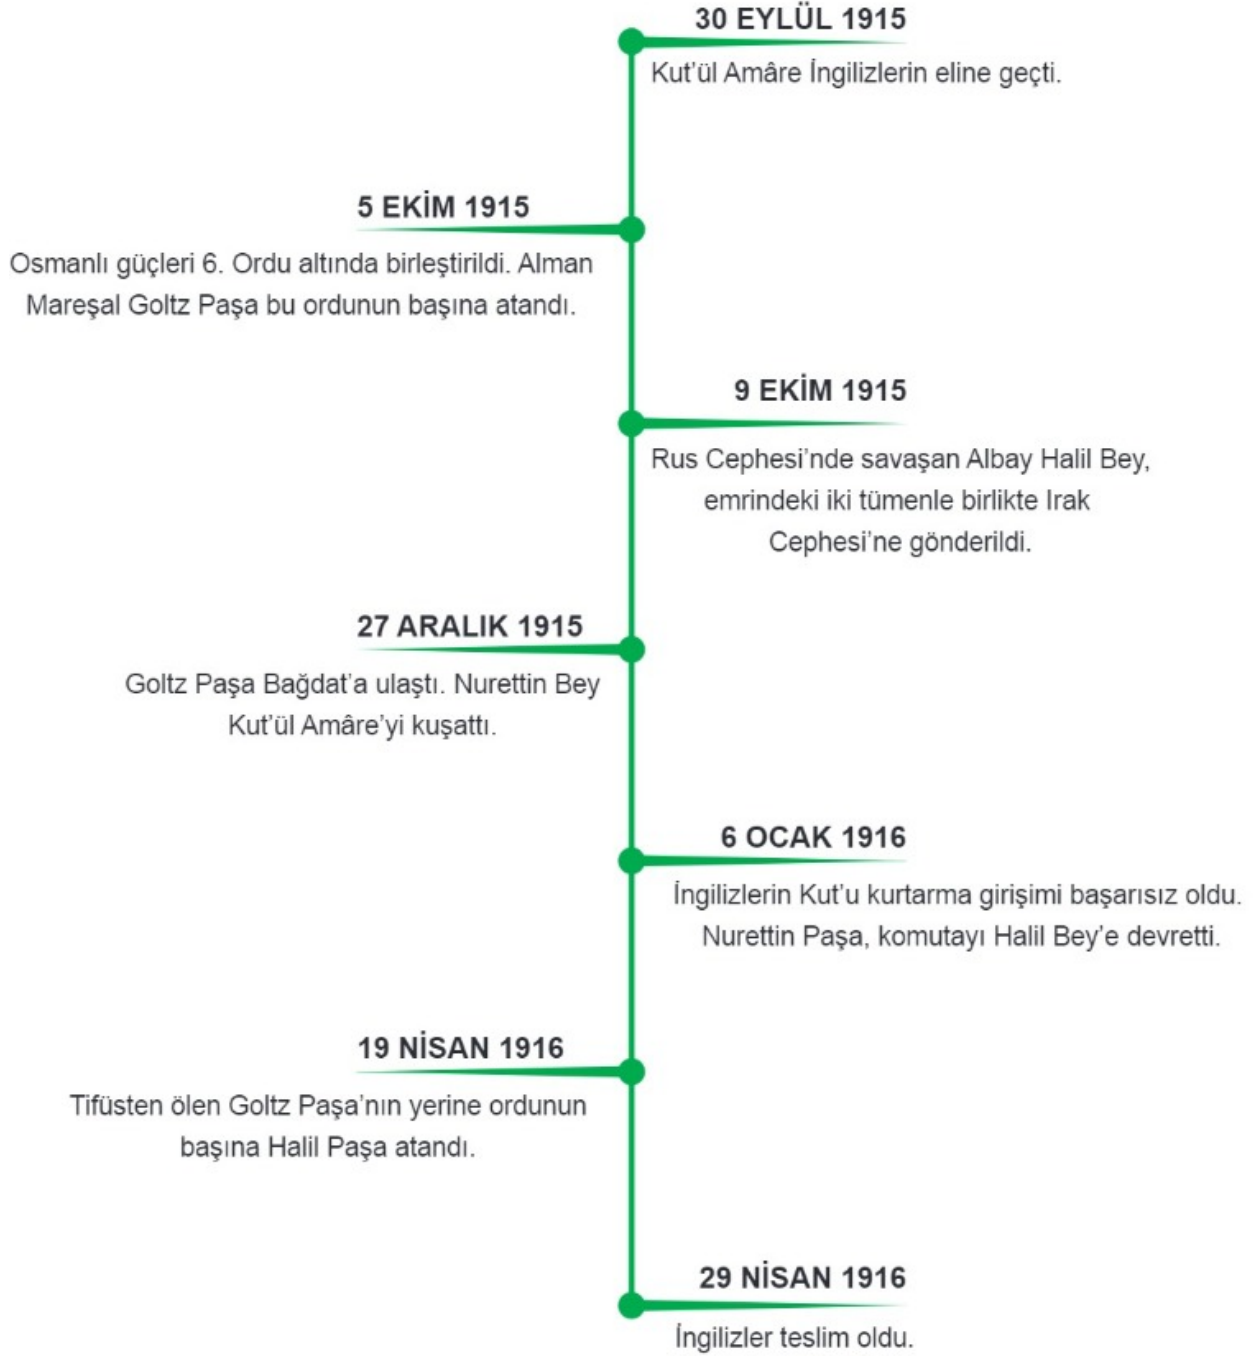 30 EYLÜL 1915
Kut'ül Amâre İngilizlerin eline geçti.
5 EKİM 1915
Osmanlı güçleri 6. Ordu altında birleştirildi. Alman
Mareşal Goltz Paşa bu ordunun başına atandı.
9 EKİM 1915
Rus Cephesi'nde savaşan Albay Halil Bey,
emrindeki iki tümenle birlikte Irak
Cephesi'ne gönderildi.
27 ARALIK 1915
Goltz Paşa Bağdat'a ulaştı. Nurettin Bey
Kut'ül Amâre'yi kuşattı.
6 OCAK 1916
İngilizlerin Kut'u kurtarma girişimi başarısız oldu.
Nurettin Paşa, komutayı Halil Bey'e devretti.
19 NİSAN 1916
Tifüsten ölen Goltz Paşa'nın yerine ordunun
başına Halil Paşa atandı.
29 NİSAN 1916
İngilizler teslim oldu.